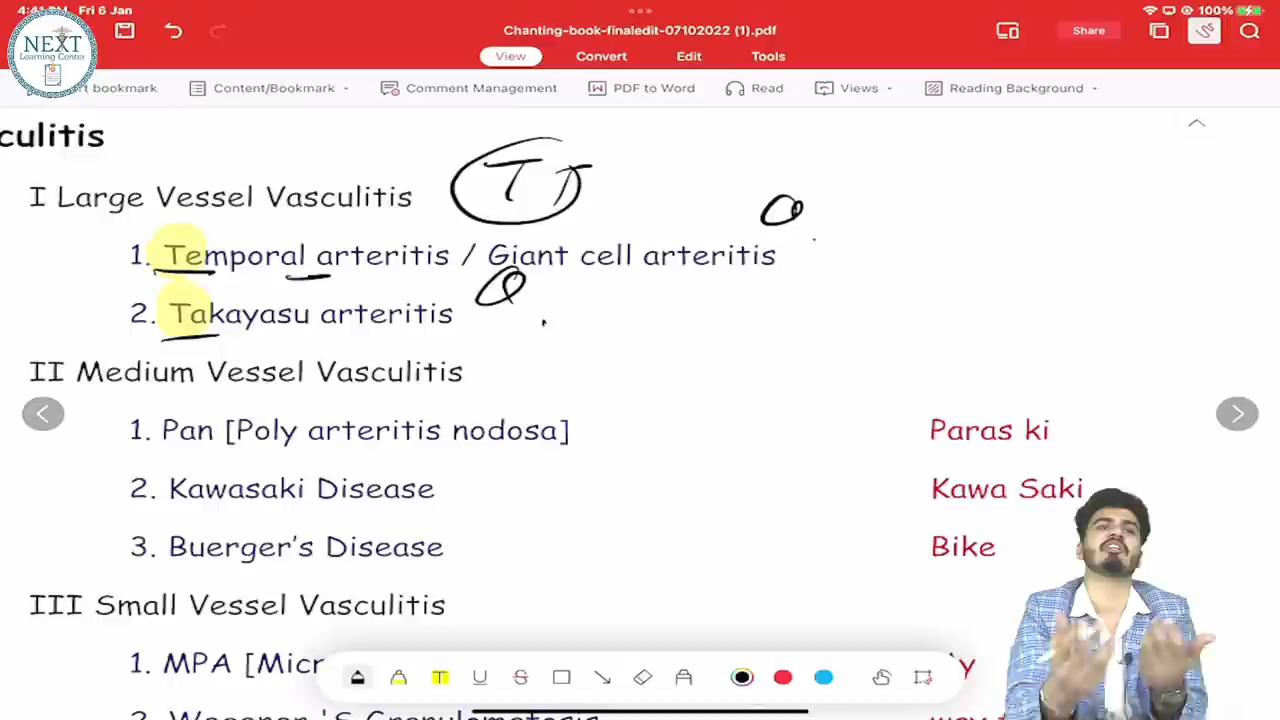 4:41 PM Fri 6 Jan
100%
NEXT
Learning Center
Chanting-book-finaledit-07102022 (1).pdf
Share
View Convert Edit Tools
bookmark Content/Bookmark Comment Management PDF to Word Read Views Reading Background
culitis
I Large Vessel Vasculitis
T T
1. Temporal arteritis / Giant cell arteritis
2. Takayasu arteritis
II Medium Vessel Vasculitis
1. Pan [Poly arteritis nodosa] Paras ki
2. Kawasaki Disease Kawa Saki
3. Buerger's Disease Bike
III Small Vessel Vasculitis
1. MPA [Micr
T U S